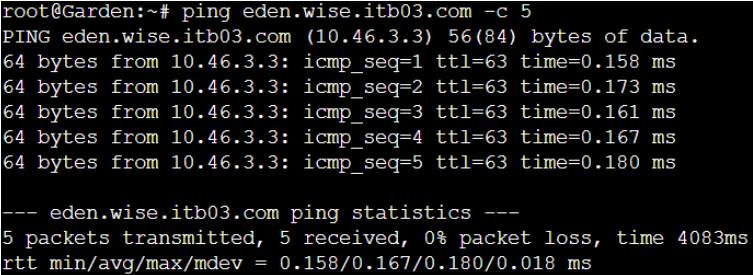 root@Garden:~# ping eden.wise.itb03.com -c 5
PING eden.wise.itb03.com (10.46.3.3) 56(84) bytes of data.
64 bytes from 10.46.3.3: icmp_seq=1 ttl=63 time=0.158 ms
64 bytes from 10.46.3.3: icmp_seq=2 ttl=63 time=0.173 ms
64 bytes from 10.46.3.3: icmp_seq=3 ttl=63 time=0.161 ms
64 bytes from 10.46.3.3: icmp_seq=4 ttl=63 time=0.167 ms
64 bytes from 10.46.3.3: icmp_seq=5 ttl=63 time=0.180 ms
--- eden.wise.itb03.com ping statistics ---
5 packets transmitted, 5 received, 0% packet loss, time 4083ms
rtt min/avg/max/mdev = 0.158/0.167/0.180/0.018 ms